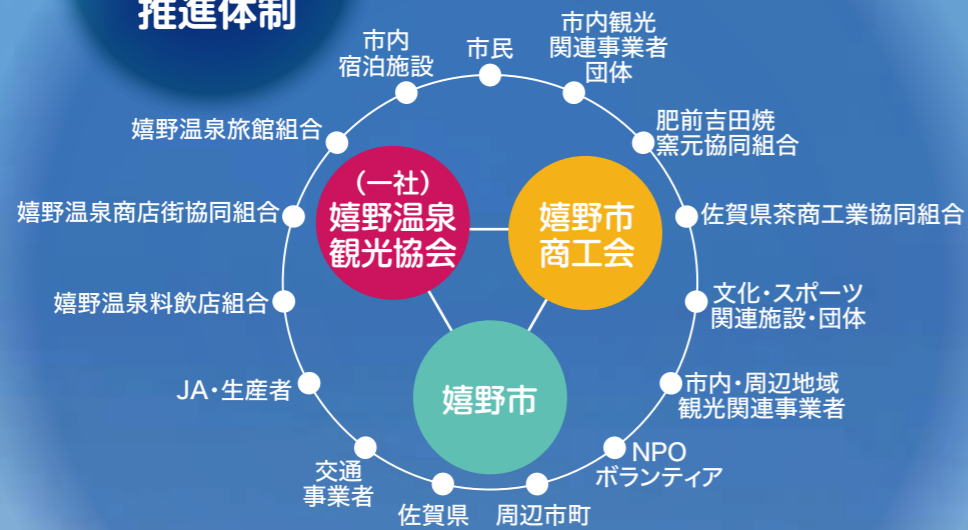 推進体制
市民
市内観光
関連事業者
団体
肥前吉田焼
窯元協同組合
佐賀県茶商工業協同組合
文化・スポーツ
関連施設・団体
市内・周辺地域
観光関連事業者
NPO
ボランティア
周辺市町
佐賀県
交通
事業者
JA・生産者
嬉野温泉料飲店組合
嬉野温泉商店街協同組合
嬉野温泉旅館組合
市内
宿泊施設
（一社）
嬉野温泉
観光協会
嬉野市
商工会
嬉野市